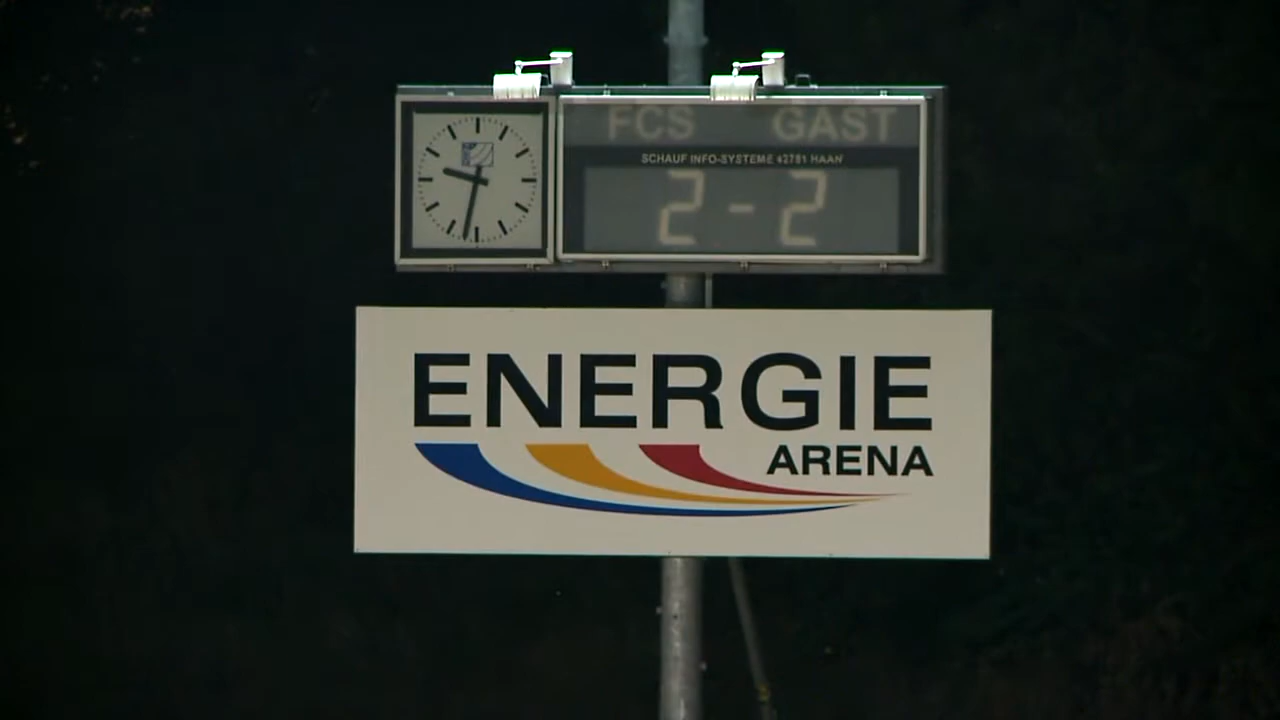 FCS GAST
SCHAUF INFO-SYSTEME 42781 HAAN
2 - 2
ENERGIE
ARENA